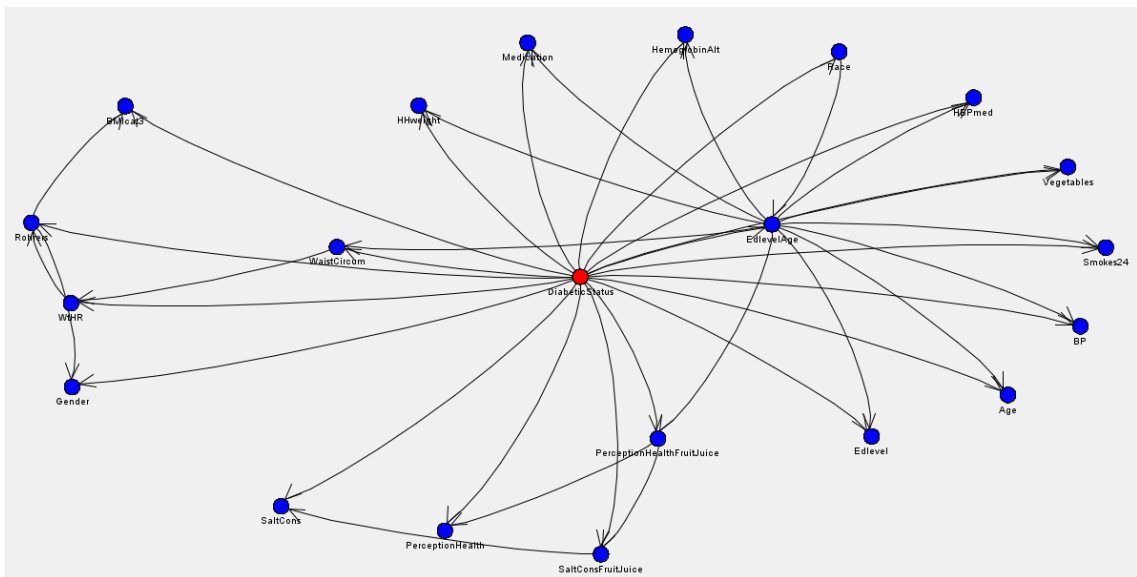 HemoglobinAlt
Medication
Race
HBPmed
BMIcat3
HHweight
Vegetables
Rohreis
EdlevelAge
WaistCircum
Smokes24
DiabeticStatus
WtHR
BP
Gender
Age
PerceptionHealthFruitJuice
Edlevel
SaltCons
PerceptionHealth
SaltConsFruitJuice